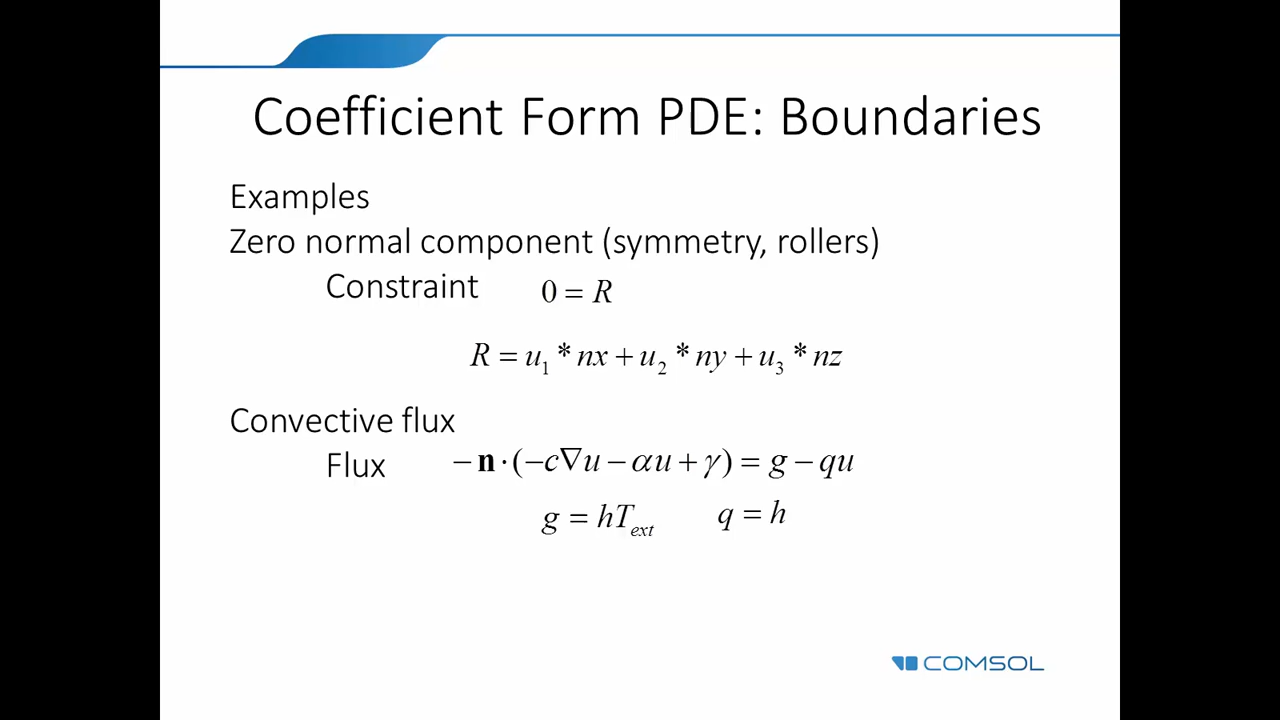 Coefficient Form PDE: Boundaries
Examples
Zero normal component (symmetry, rollers)
Constraint 0 = R
R = u₁ * nx + u₂ * ny + u₃ * nz
Convective flux
Flux −n·(−c∇u − αu + γ) = g − qu
g = hT_ext q = h
COMSOL